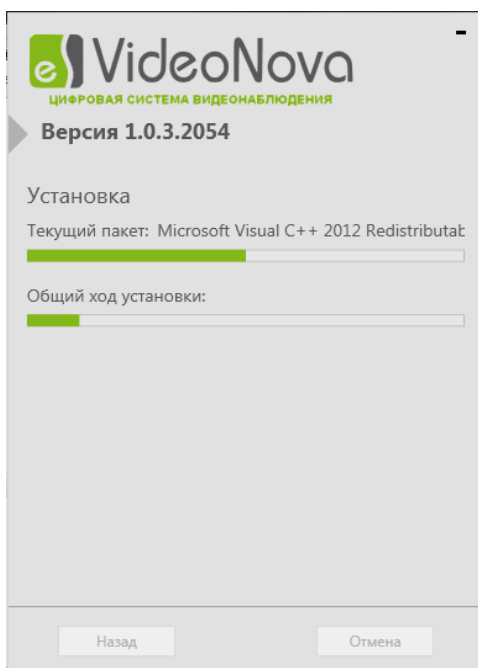 eS VideoNova
ЦИФРОВАЯ СИСТЕМА ВИДЕОНАБЛЮДЕНИЯ
Версия 1.0.3.2054
Установка
Текущий пакет: Microsoft Visual C++ 2012 Redistributab
Общий ход установки:
Назад Отмена